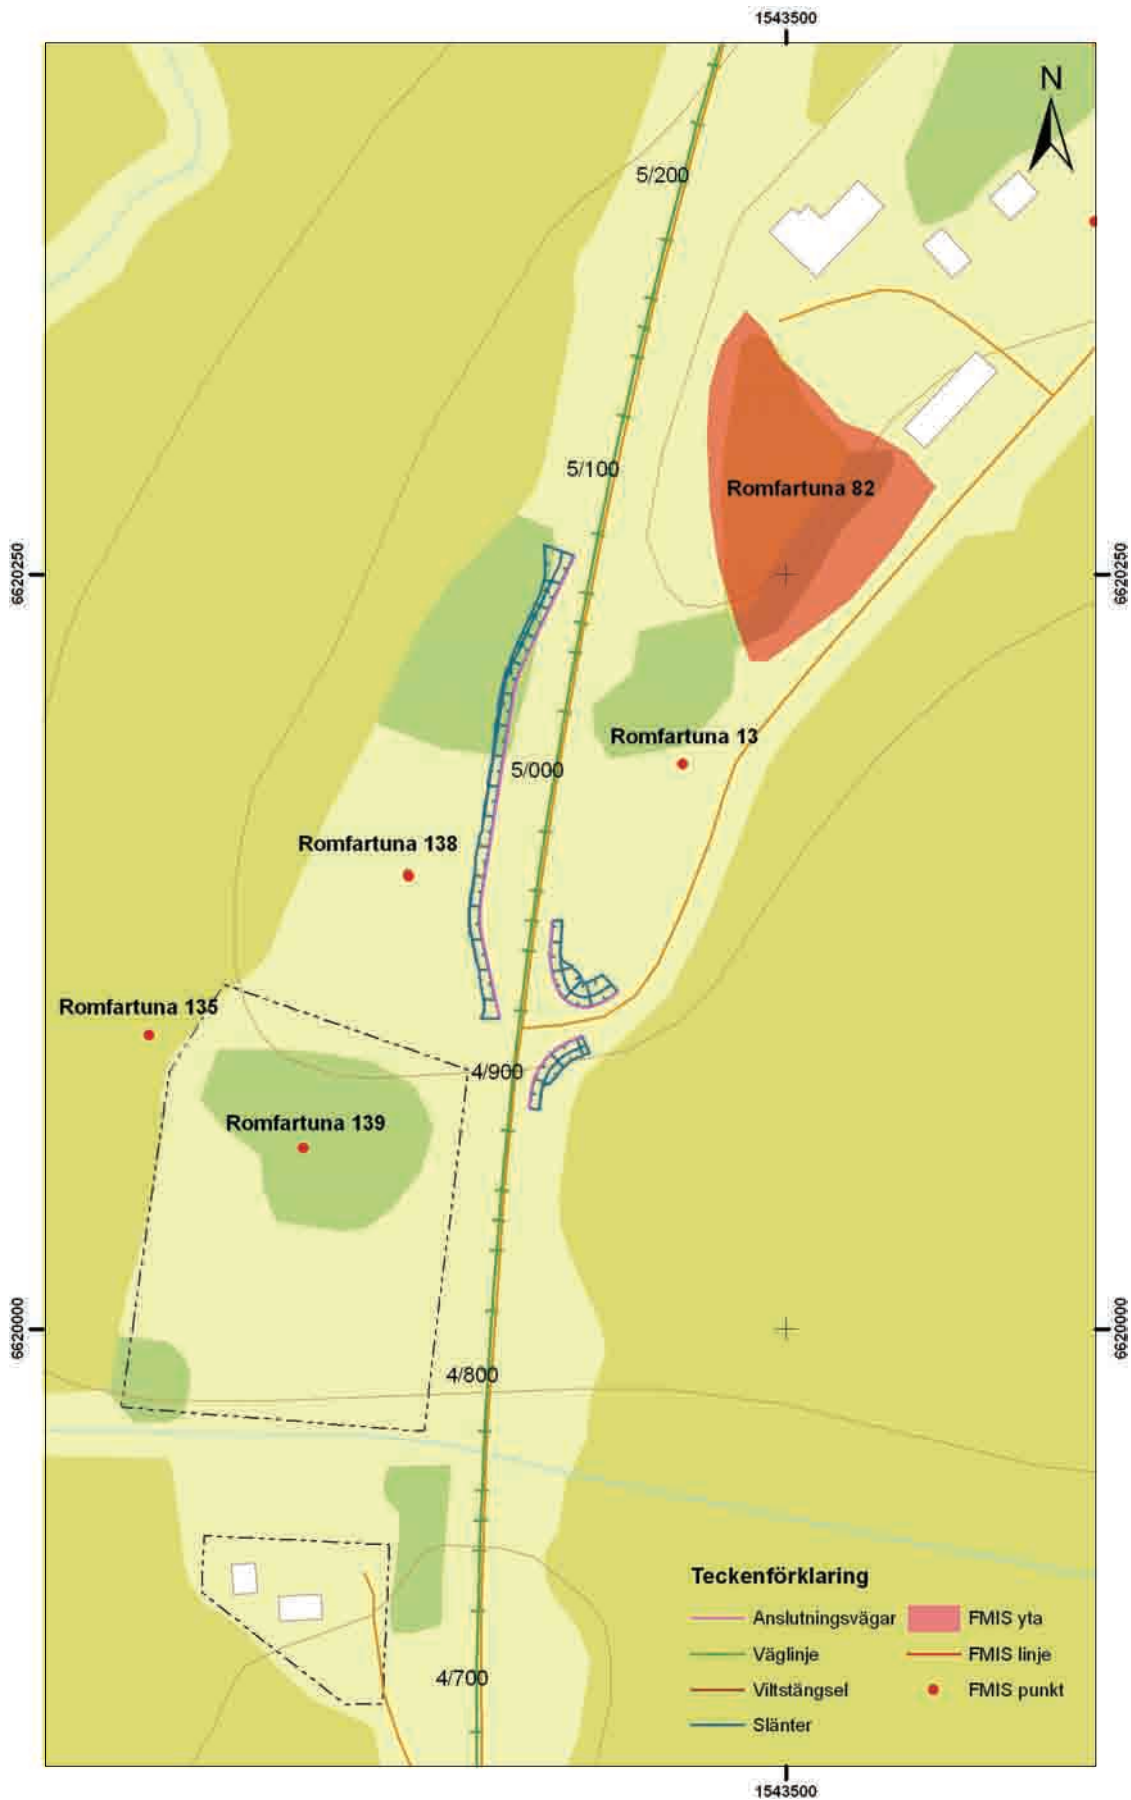 1543500
N
5/200
5/100
Romfartuna 82
6620250
6620250
Romfartuna 13
5/000
Romfartuna 138
Romfartuna 135
4/900
Romfartuna 139
6620000
6620000
4/800
Teckenförklaring
Anslutningsvägar
FMIS yta
Väglinje
FMIS linje
Viltstängsel
FMIS punkt
Slänter
4/700
1543500